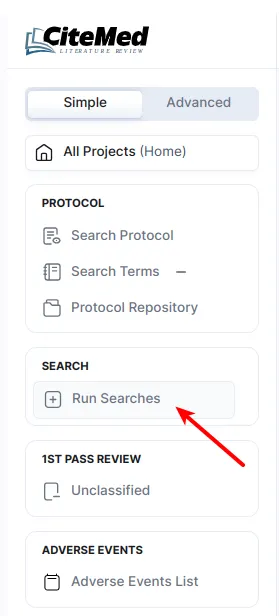 CiteMed
LITERATURE REVIEW
Simple Advanced
All Projects (Home)
PROTOCOL
Search Protocol
Search Terms –
Protocol Repository
SEARCH
Run Searches
1ST PASS REVIEW
Unclassified
ADVERSE EVENTS
Adverse Events List